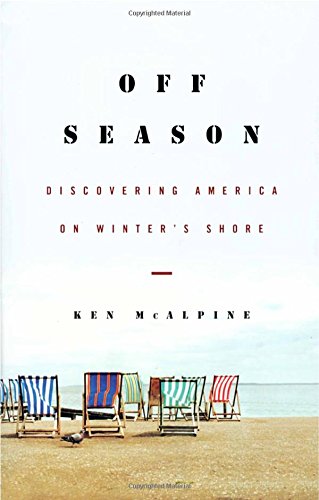 Copyrighted Material
OFF
SEASON
DISCOVERING AMERICA
ON WINTER'S SHORE
KEN McALPINE
Copyrighted Material